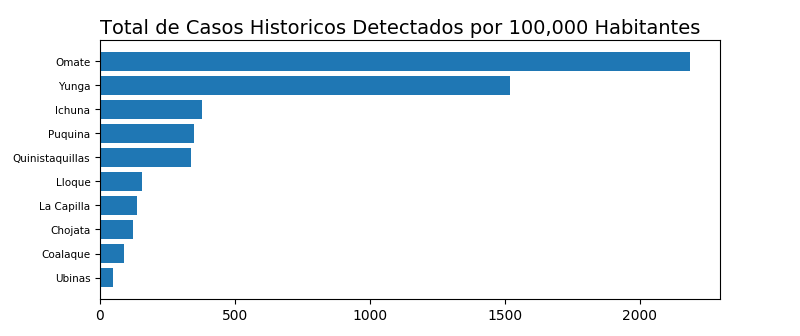 Total de Casos Historicos Detectados por 100,000 Habitantes
Omate
Yunga
Ichuna
Puquina
Quinistaquillas
Lloque
La Capilla
Chojata
Coalaque
Ubinas
0 500 1000 1500 2000